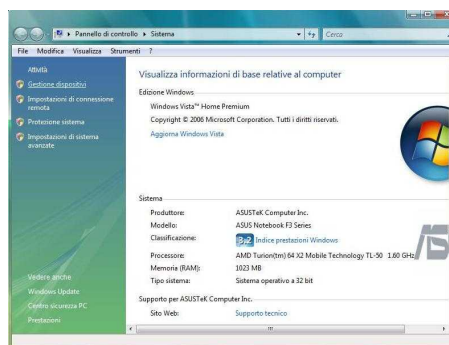 Pannello di controllo ▸ Sistema
Cerca
File Modifica Visualizza Strumenti ?
Attività
Gestione dispositivi
Impostazioni di connessione
remota
Protezione sistema
Impostazioni di sistema
avanzate
Vedere anche
Windows Update
Centro sicurezza PC
Prestazioni
Visualizza informazioni di base relative al computer
Edizione Windows
Windows Vista™ Home Premium
Copyright © 2006 Microsoft Corporation. Tutti i diritti riservati.
Aggiorna Windows Vista
Sistema
Produttore: ASUSTeK Computer Inc.
Modello: ASUS Notebook F3 Series
Classificazione: 3,2 Indice prestazioni Windows
Processore: AMD Turion(tm) 64 X2 Mobile Technology TL-50 1.60 GHz
Memoria (RAM): 1023 MB
Tipo sistema: Sistema operativo a 32 bit
Supporto per ASUSTeK Computer Inc.
Sito Web: Supporto tecnico